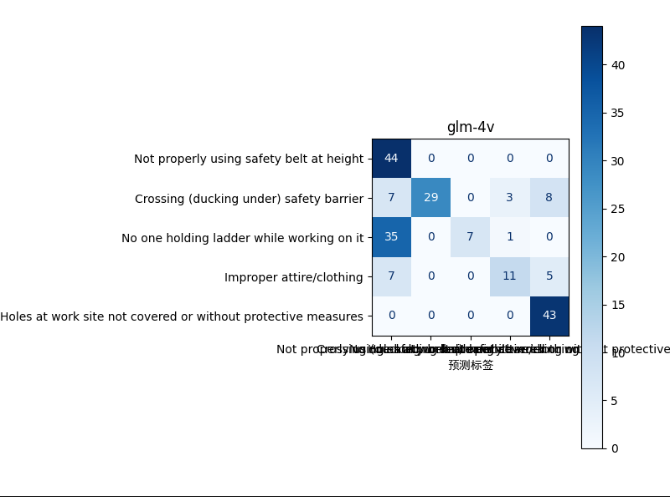 glm-4v
Not properly using safety belt at height 44 0 0 0 0
Crossing (ducking under) safety barrier 7 29 0 3 8
No one holding ladder while working on it 35 0 7 1 0
Improper attire/clothing 7 0 0 11 5
Holes at work site not covered or without protective measures 0 0 0 0 43
预测标签
40
35
30
25
20
15
10
5
0